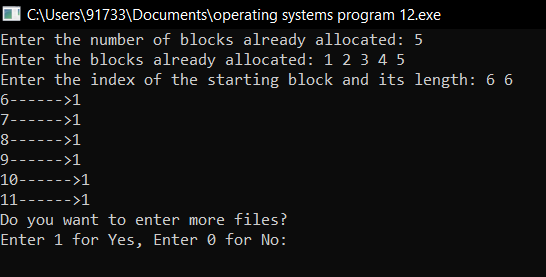 C:\Users\91733\Documents\operating systems program 12.exe
Enter the number of blocks already allocated: 5
Enter the blocks already allocated: 1 2 3 4 5
Enter the index of the starting block and its length: 6 6
6------>1
7------>1
8------>1
9------>1
10------>1
11------>1
Do you want to enter more files?
Enter 1 for Yes, Enter 0 for No: